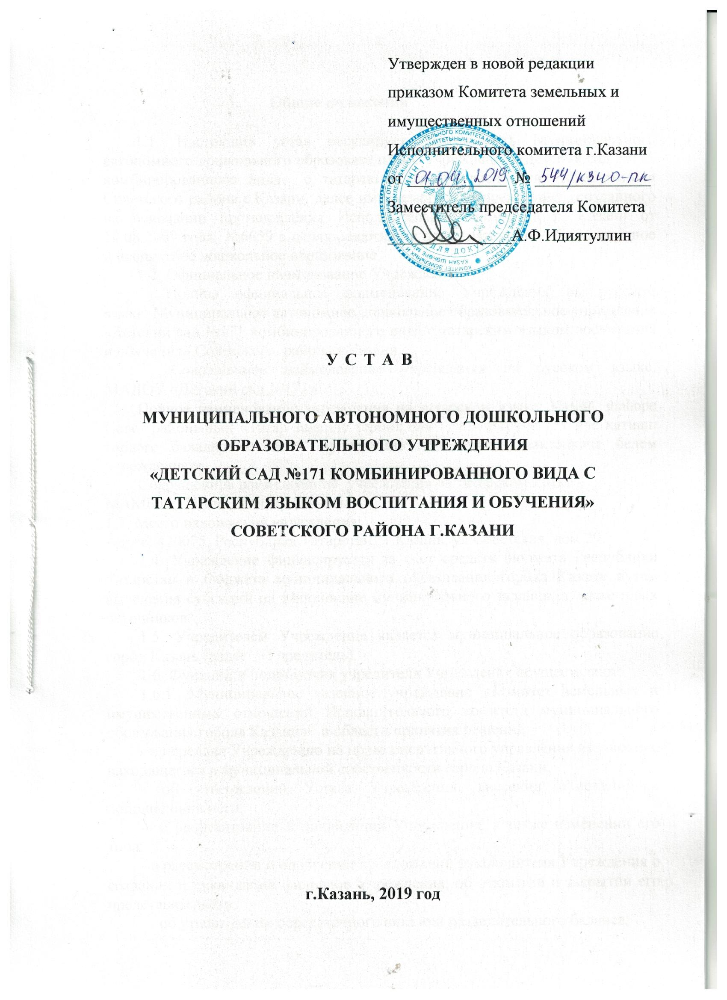 Утвержден в новой редакции
приказом Комитета земельных и
имущественных отношений
Исполнительного комитета г.Казани
от 01.04.2019 № 544/КЗИО-ПК
Заместитель председателя Комитета
А.Ф.Идиятуллин
ДЛЯ ДОКУМЕНТОВ
У С Т А В
МУНИЦИПАЛЬНОГО АВТОНОМНОГО ДОШКОЛЬНОГО
ОБРАЗОВАТЕЛЬНОГО УЧРЕЖДЕНИЯ
«ДЕТСКИЙ САД №171 КОМБИНИРОВАННОГО ВИДА С
ТАТАРСКИМ ЯЗЫКОМ ВОСПИТАНИЯ И ОБУЧЕНИЯ»
СОВЕТСКОГО РАЙОНА Г.КАЗАНИ
г.Казань, 2019 год